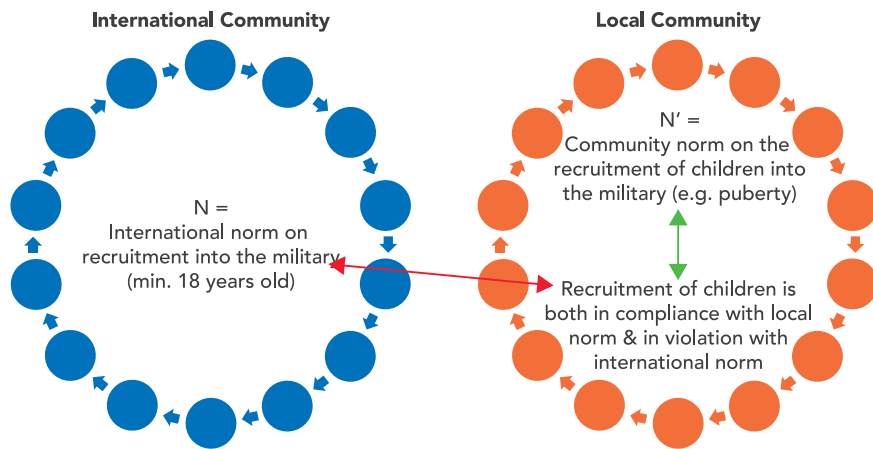 International Community
Local Community
N =
International norm on
recruitment into the military
(min. 18 years old)
N’ =
Community norm on the
recruitment of children into
the military (e.g. puberty)
Recruitment of children is
both in compliance with local
norm & in violation with
international norm